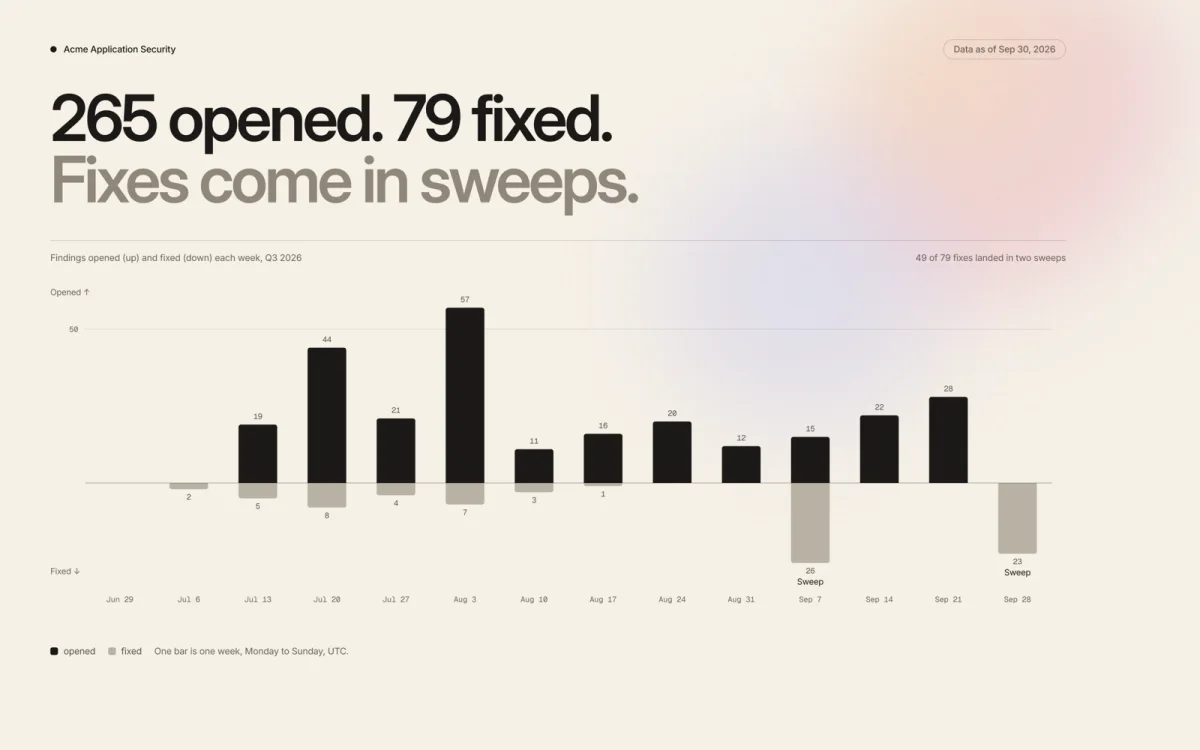 Acme Application Security
Data as of Sep 30, 2026
265 opened. 79 fixed.
Fixes come in sweeps.
Findings opened (up) and fixed (down) each week, Q3 2026
49 of 79 fixes landed in two sweeps
Opened ↑
57
50
44
28
22
21
20
19
16
15
12
11
2
5
8
4
7
3
1
26
Sweep
23
Sweep
Fixed ↓
Jun 29 Jul 6 Jul 13 Jul 20 Jul 27 Aug 3 Aug 10 Aug 17 Aug 24 Aug 31 Sep 7 Sep 14 Sep 21 Sep 28
opened fixed One bar is one week, Monday to Sunday, UTC.